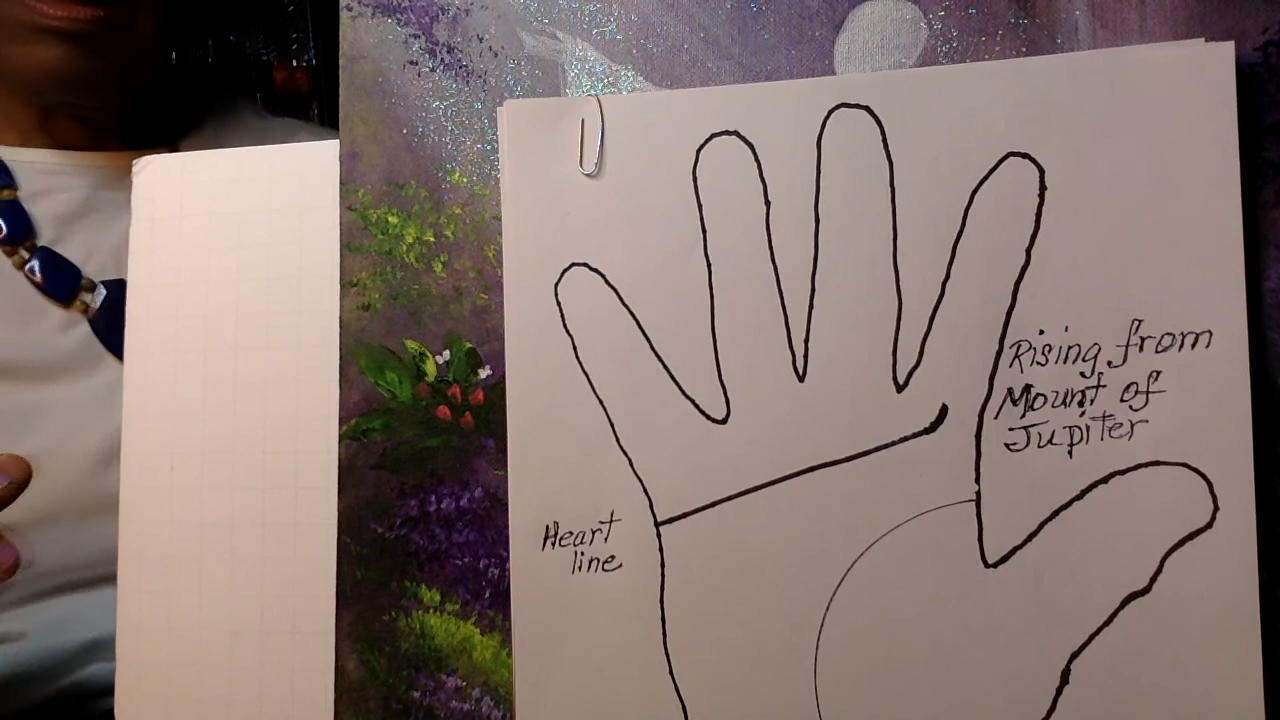 Rising from
Mount of
Jupiter
Heart
line